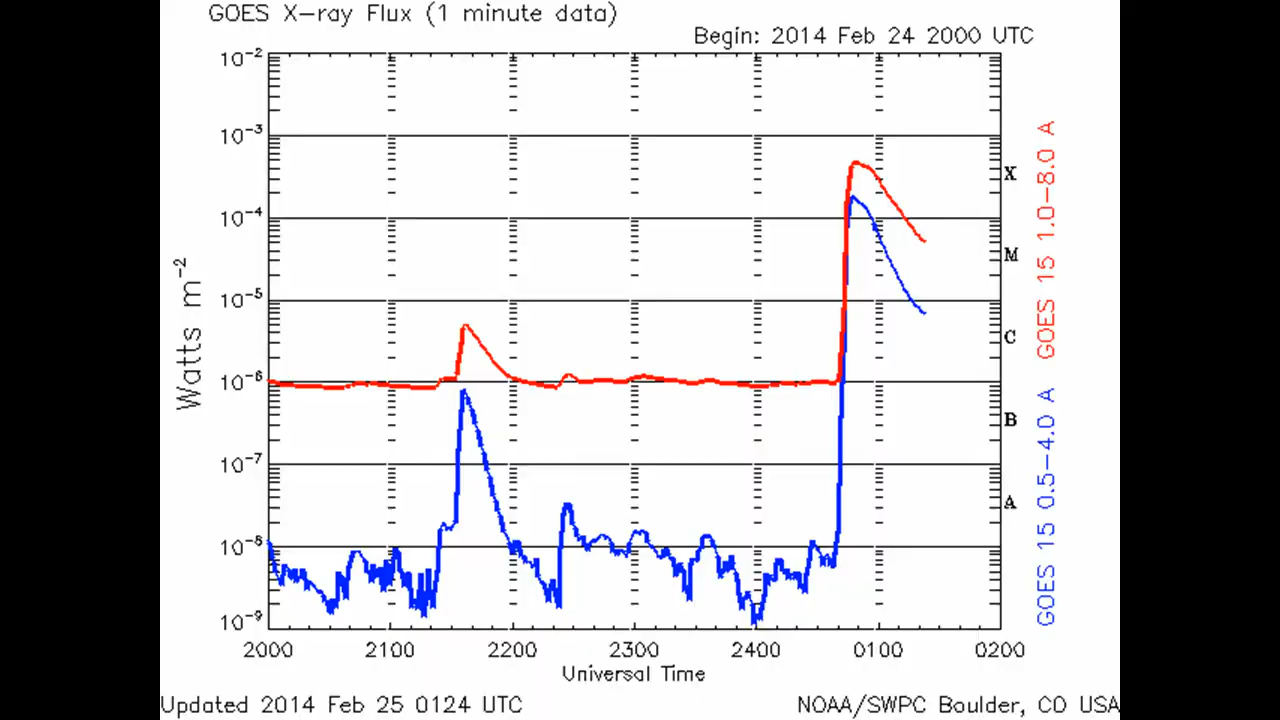 GOES X-ray Flux (1 minute data)
Begin: 2014 Feb 24 2000 UTC
10-2
10-3
10-4
10-5
10-6
10-7
10-8
10-9
Watts m-2
X
M
C
B
A
GOES 15 1.0-8.0 A
GOES 15 0.5-4.0 A
2000 2100 2200 2300 2400 0100 0200
Universal Time
Updated 2014 Feb 25 0124 UTC
NOAA/SWPC Boulder, CO USA